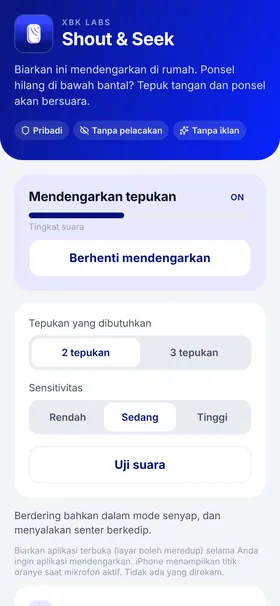 XBK LABS
Shout & Seek
Biarkan ini mendengarkan di rumah. Ponsel
hilang di bawah bantal? Tepuk tangan dan ponsel
akan bersuara.
Pribadi
Tanpa pelacakan
Tanpa iklan
Mendengarkan tepukan
ON
Tingkat suara
Berhenti mendengarkan
Tepukan yang dibutuhkan
2 tepukan
3 tepukan
Sensitivitas
Rendah
Sedang
Tinggi
Uji suara
Berdering bahkan dalam mode senyap, dan
menyalakan senter berkedip.
Biarkan aplikasi terbuka (layar boleh meredup) selama Anda
ingin aplikasi mendengarkan. iPhone menampilkan titik
oranye saat mikrofon aktif. Tidak ada yang direkam.